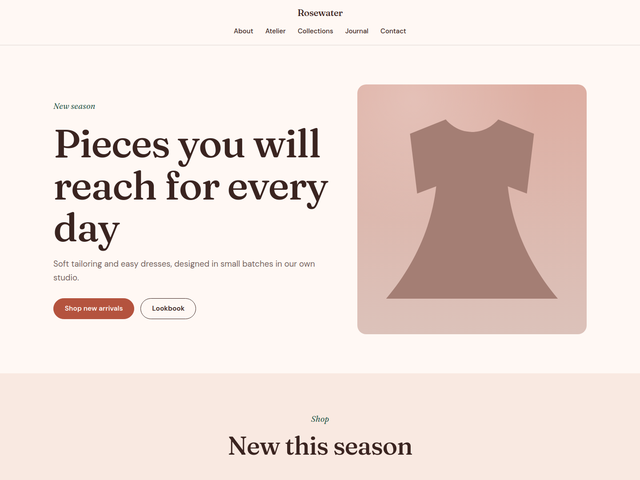 Rosewater
About Atelier Collections Journal Contact
New season
Pieces you will
reach for every
day
Soft tailoring and easy dresses, designed in small batches in our own
studio.
Shop new arrivals Lookbook
Shop
New this season